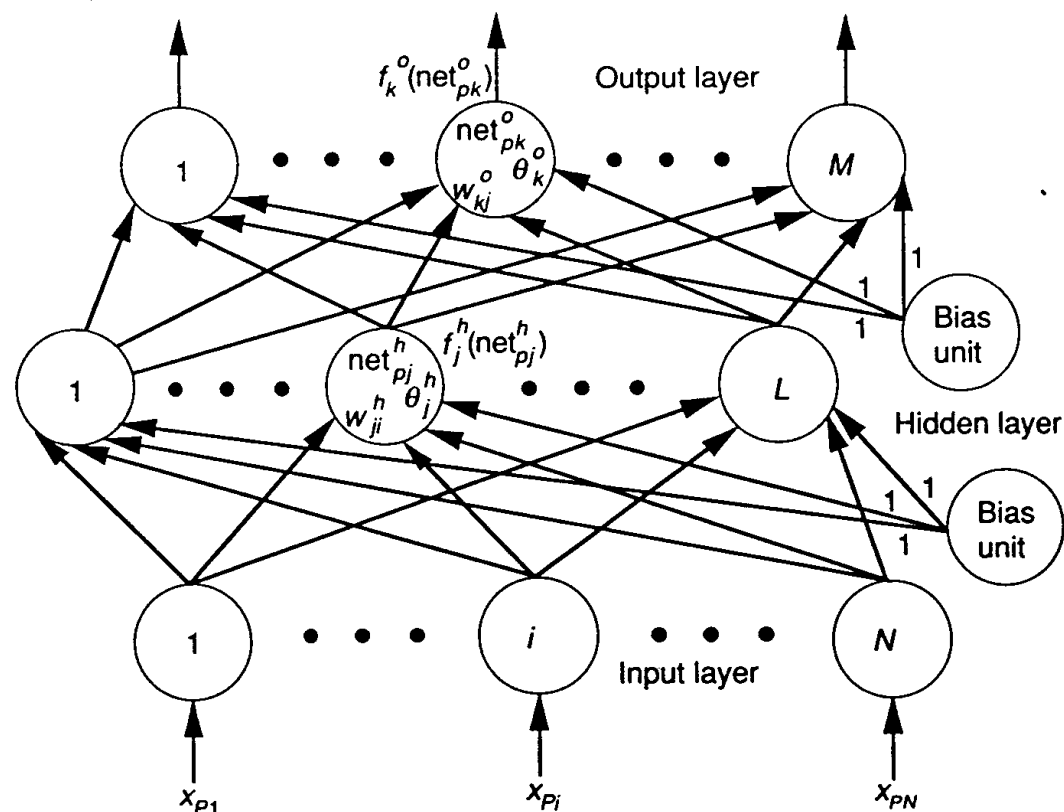 f_k^o(net_pk^o)
Output layer
1
net_pk^o
θ_k^o
w_kj^o
M
1
1
1
Bias
unit
1
net_pj^h
θ_j^h
w_ji^h
f_j^h(net_pj^h)
L
Hidden layer
1
1
1
Bias
unit
1
i
N
Input layer
x_P1
x_Pi
x_PN